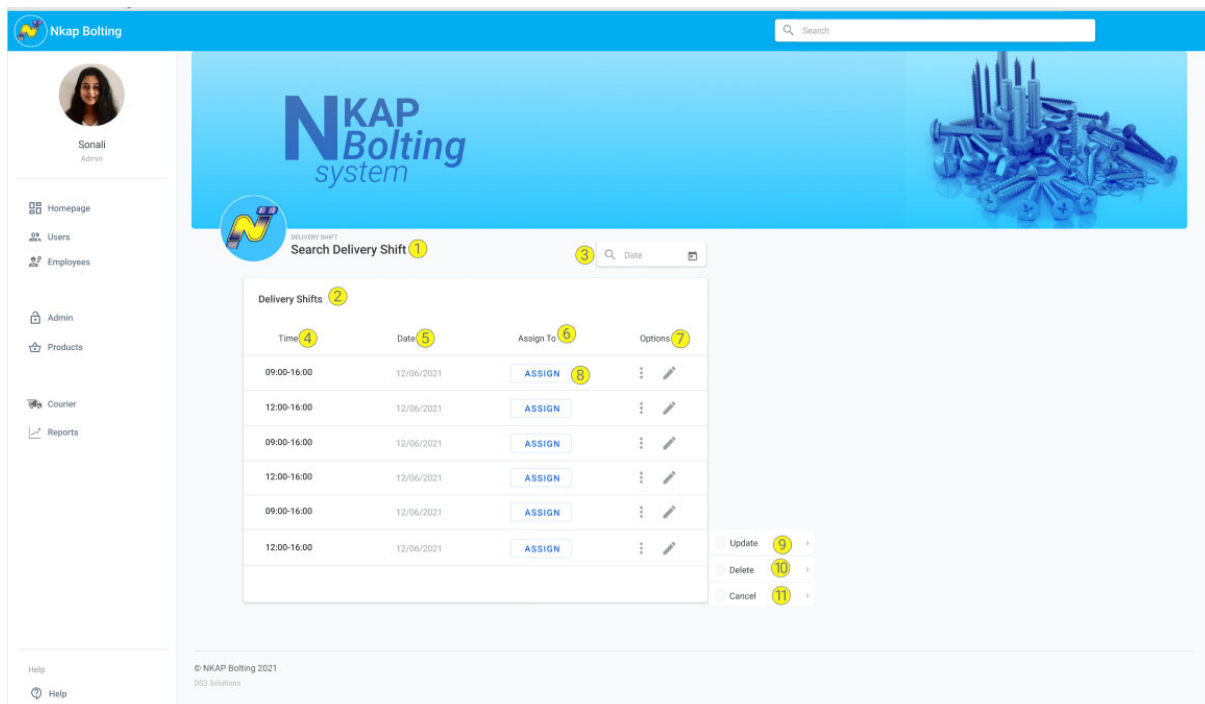 Nkap Bolting
Search
Sonali
Admin
Homepage
Users
Employees
Admin
Products
Courier
Reports
Help
Help
NKAP
Bolting
system
DELIVERY SHIFT
Search Delivery Shift 1
3 Date
Delivery Shifts 2
Time 4 Date 5 Assign To 6 Options 7
09:00-16:00 12/06/2021 ASSIGN 8
12:00-16:00 12/06/2021 ASSIGN
09:00-16:00 12/06/2021 ASSIGN
12:00-16:00 12/06/2021 ASSIGN
09:00-16:00 12/06/2021 ASSIGN
12:00-16:00 12/06/2021 ASSIGN
Update 9
Delete 10
Cancel 11
© NKAP Bolting 2021
DS3 Solutions